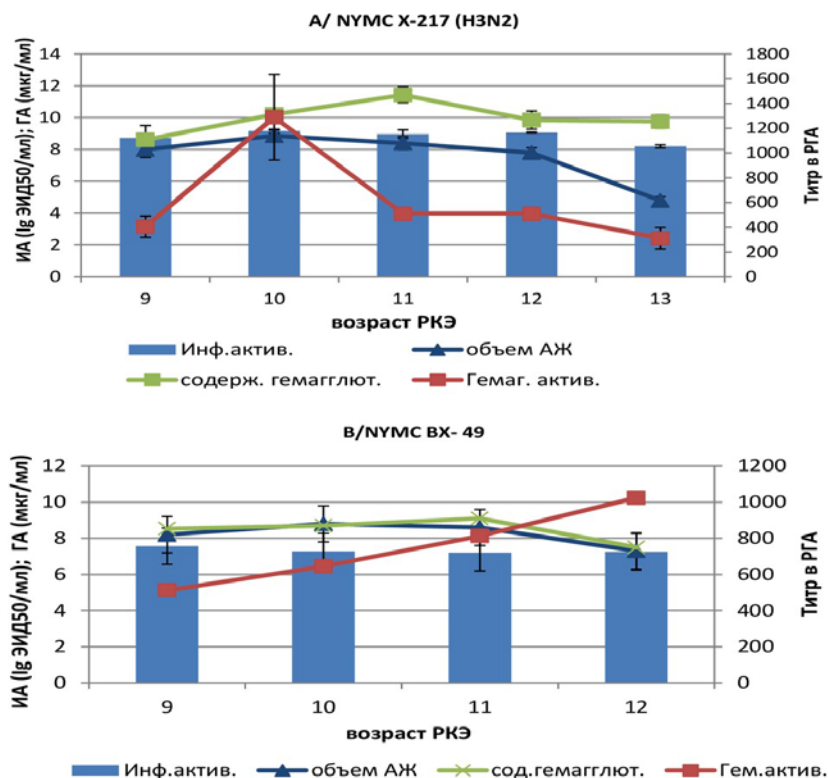 А/ NYMC X-217 (H3N2)
ИА (lg ЭИД50/мл); ГА (мкг/мл)
14
12
10
8
6
4
2
0
1800
1600
1400
1200
1000
800
600
400
200
0
Титр в РГА
9 10 11 12 13
возраст РКЭ
Инф.актив. объем АЖ
содерж. гемагглют. Гемаг. актив.
B/NYMC BX- 49
ИА (lg ЭИД50/мл); ГА (мкг/мл)
12
10
8
6
4
2
0
1200
1000
800
600
400
200
0
Титр в РГА
9 10 11 12
возраст РКЭ
Инф.актив. объем АЖ сод.гемагглют. Гем.актив.